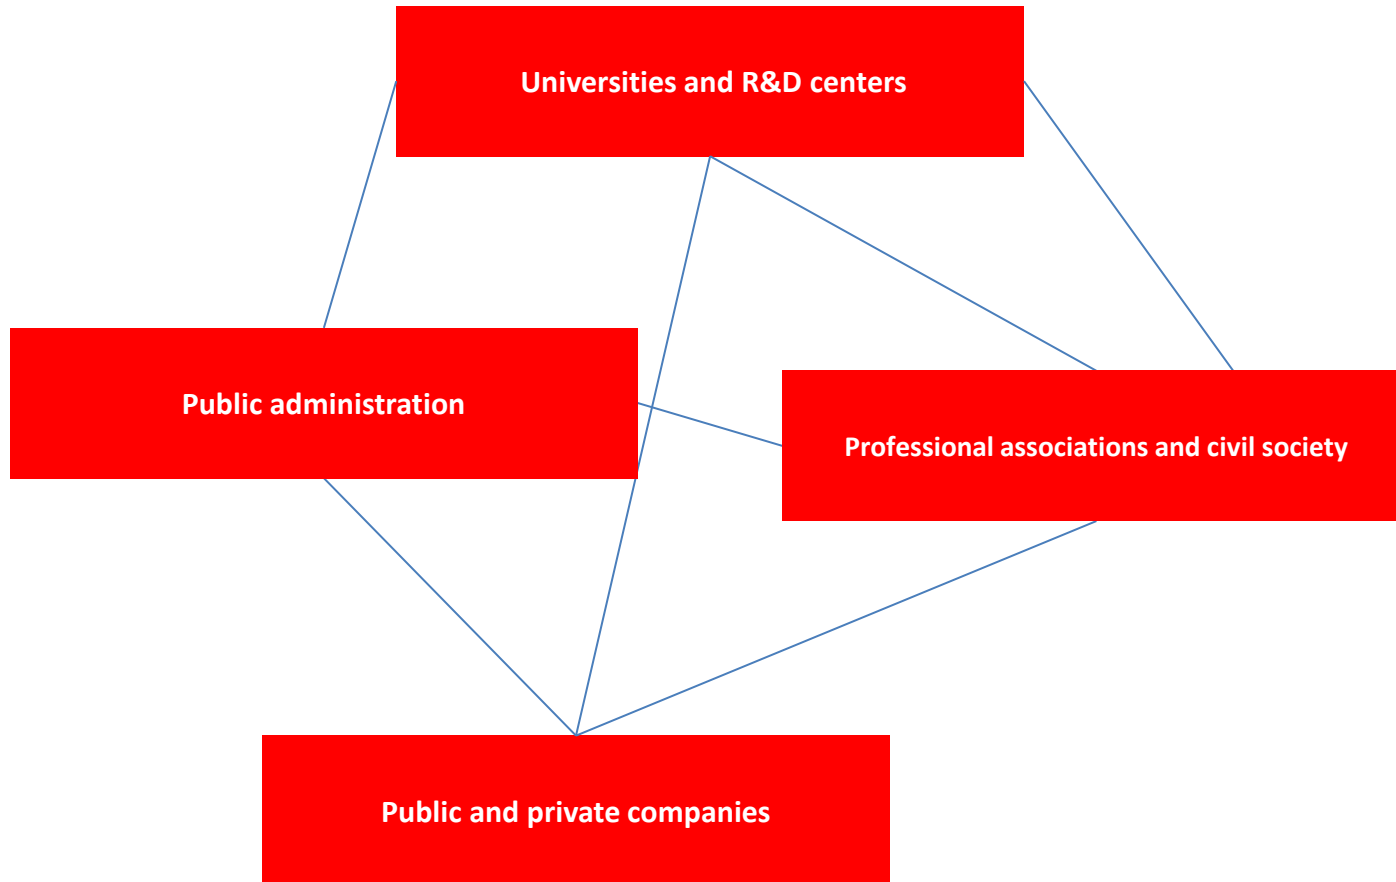 Universities and R&D centers
Public administration
Professional associations and civil society
Public and private companies